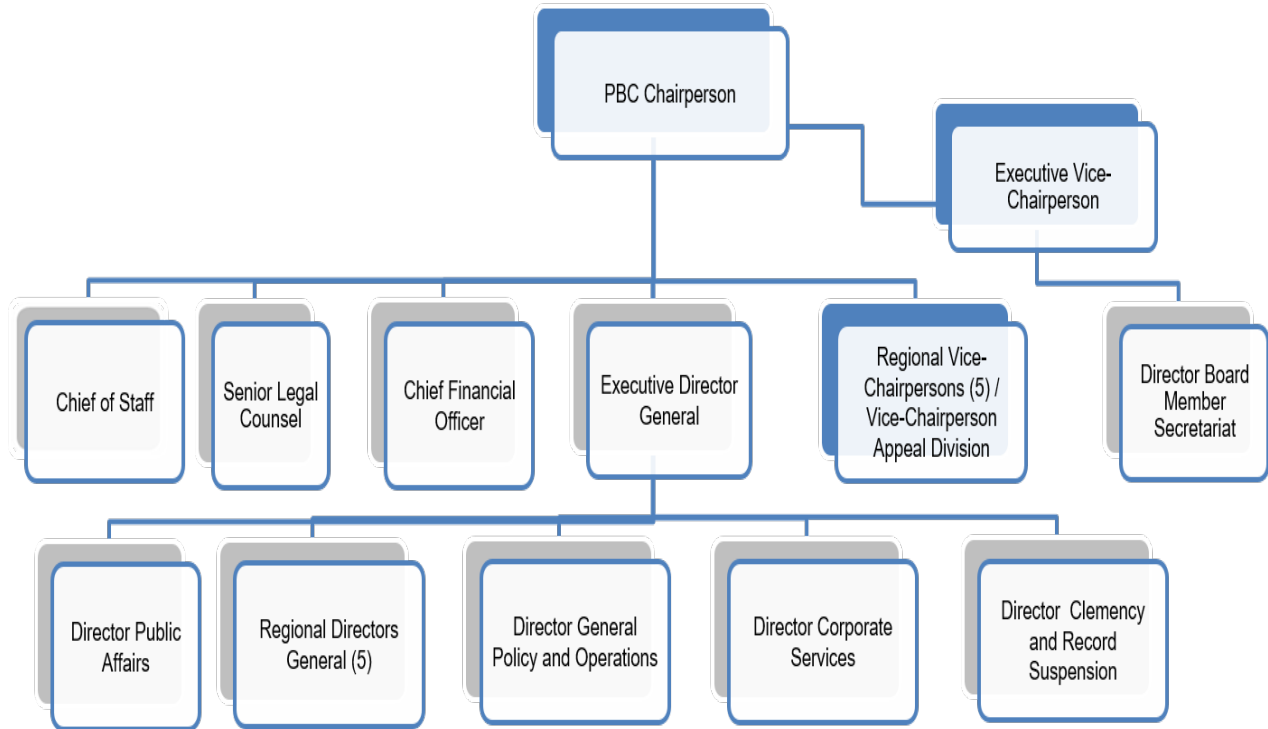 PBC Chairperson
Executive Vice-
Chairperson
Chief of Staff
Senior Legal
Counsel
Chief Financial
Officer
Executive Director
General
Regional Vice-
Chairpersons (5) /
Vice-Chairperson
Appeal Division
Director Board
Member
Secretariat
Director Public
Affairs
Regional Directors
General (5)
Director General
Policy and Operations
Director Corporate
Services
Director Clemency
and Record
Suspension